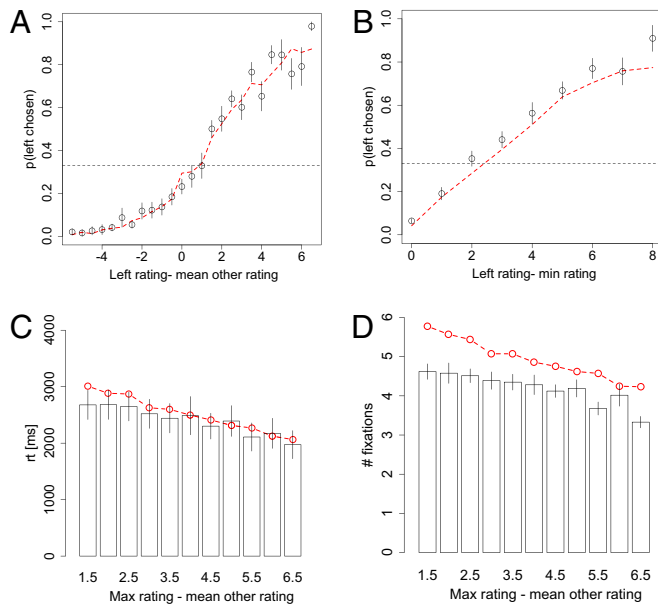 A
p(left chosen)
1.0
0.8
0.6
0.4
0.2
0.0
-4 -2 0 2 4 6
Left rating- mean other rating
B
p(left chosen)
1.0
0.8
0.6
0.4
0.2
0.0
0 2 4 6 8
Left rating- min rating
C
rt [ms]
4000
3000
2000
1000
0
1.5 2.5 3.5 4.5 5.5 6.5
Max rating - mean other rating
D
# fixations
6
5
4
3
2
1
0
1.5 2.5 3.5 4.5 5.5 6.5
Max rating - mean other rating